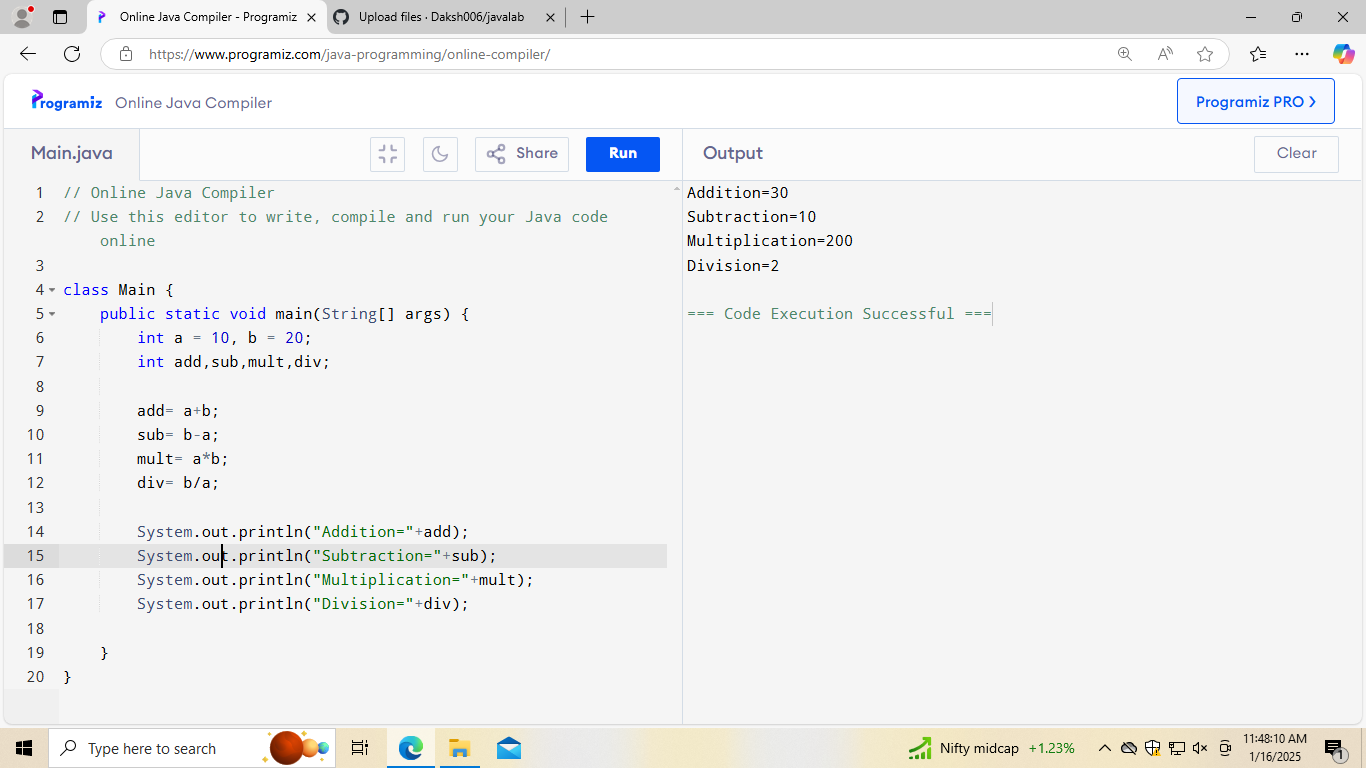 Online Java Compiler - Programiz
Upload files · Daksh006/javalab
https://www.programiz.com/java-programming/online-compiler/
Programiz Online Java Compiler
Programiz PRO
Main.java
Share
Run
Output
Clear
1 // Online Java Compiler
2 // Use this editor to write, compile and run your Java code
online
3
4 class Main {
5 public static void main(String[] args) {
6 int a = 10, b = 20;
7 int add,sub,mult,div;
8
9 add= a+b;
10 sub= b-a;
11 mult= a*b;
12 div= b/a;
13
14 System.out.println("Addition="+add);
15 System.out.println("Subtraction="+sub);
16 System.out.println("Multiplication="+mult);
17 System.out.println("Division="+div);
18
19 }
20 }
Addition=30
Subtraction=10
Multiplication=200
Division=2
=== Code Execution Successful ===
Type here to search
Nifty midcap +1.23%
11:48:10 AM
1/16/2025
1